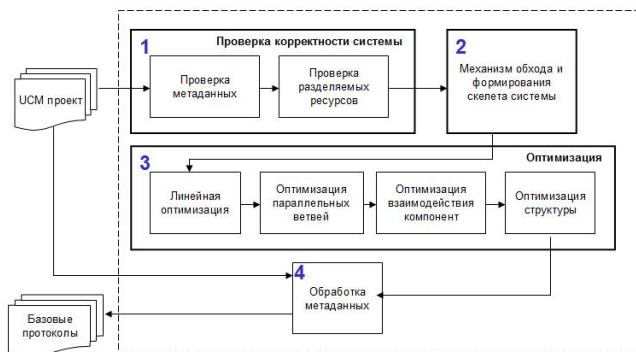 1
Проверка корректности системы
2
UCM проект
Проверка
метаданных
Проверка
разделяемых
ресурсов
Механизм обхода и
формирования
скелета системы
3
Оптимизация
Линейная
оптимизация
Оптимизация
параллельных
ветвей
Оптимизация
взаимодействия
компонент
Оптимизация
структуры
4
Обработка
метаданных
Базовые
протоколы